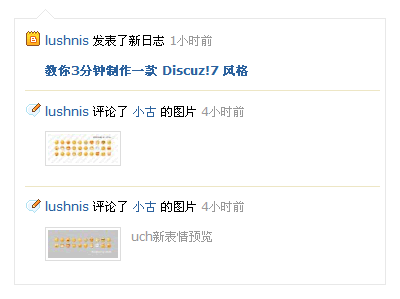 lushnis 发表了新日志 1小时前
教你3分钟制作一款 Discuz!7 风格
lushnis 评论了 小古 的图片 4小时前
lushnis 评论了 小古 的图片 4小时前
uch新表情预览